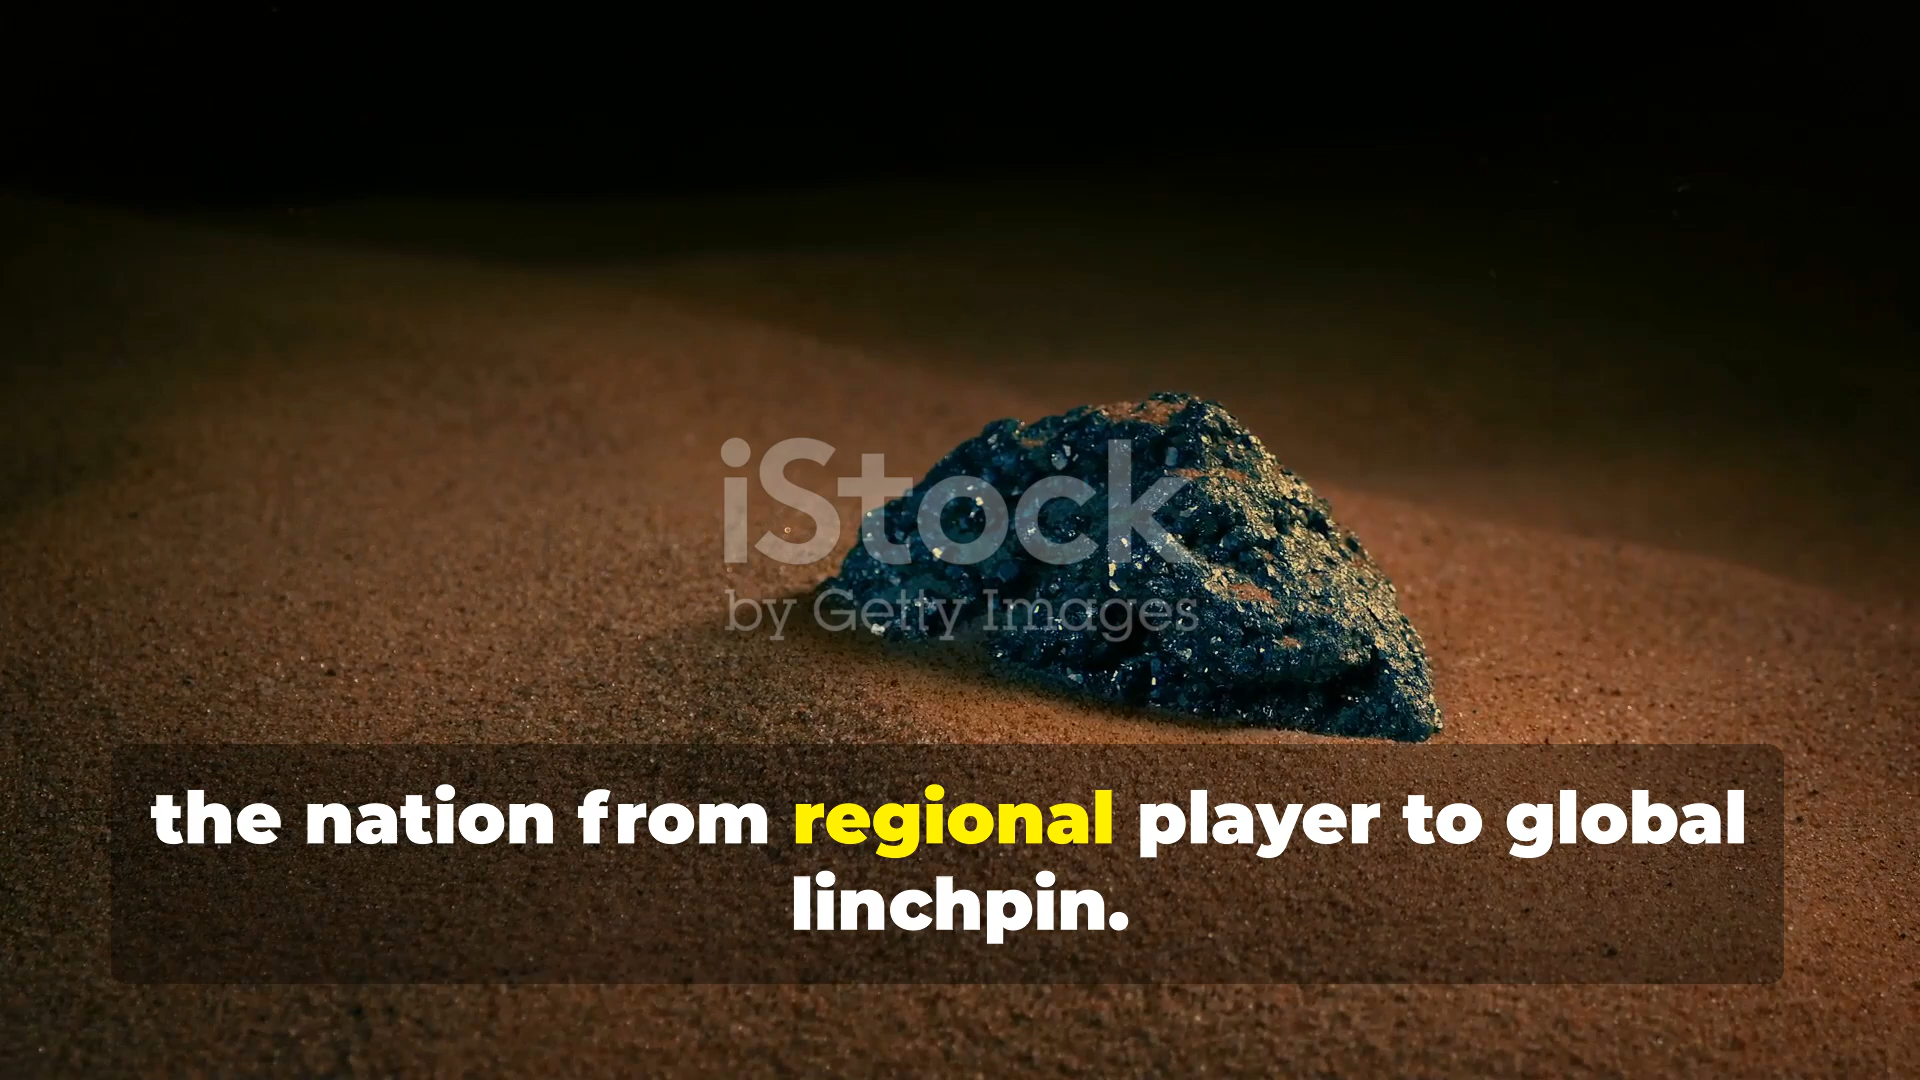 iStock
by Getty Images
the nation from regional player to global
linchpin.